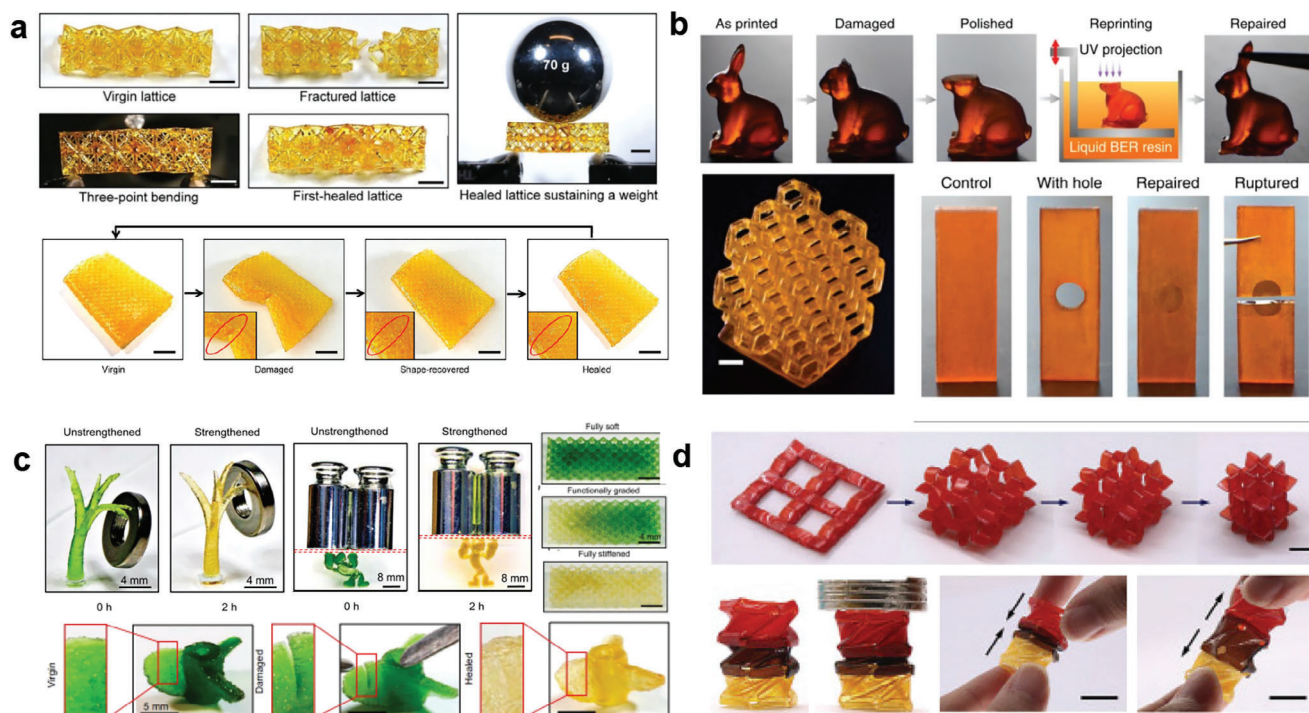 a
70 g
Virgin lattice
Fractured lattice
Three-point bending
First-healed lattice
Healed lattice sustaining a weight
Virgin
Damaged
Shape-recovered
Healed
b
As printed
Damaged
Polished
Reprinting
Repaired
UV projection
Liquid BER resin
Control
With hole
Repaired
Ruptured
c
Unstrengthened
Strengthened
Unstrengthened
Strengthened
4 mm
4 mm
8 mm
8 mm
0 h
2 h
0 h
2 h
Fully soft
Functionally graded
4 mm
Fully stiffened
Virgin
5 mm
Damaged
Healed
d